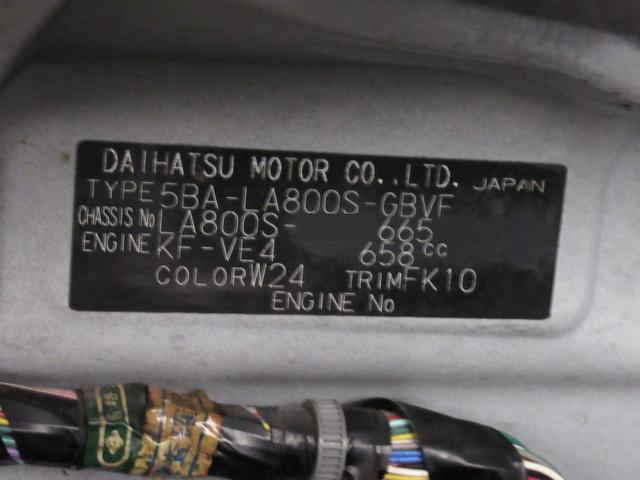 DAIHATSU MOTOR CO.,LTD. JAPAN
TYPE 5BA-LA800S-GBVF
CHASSIS No LA800S- 665
ENGINE KF-VE4 658cc
COLOR W24 TRIM FK10
ENGINE No